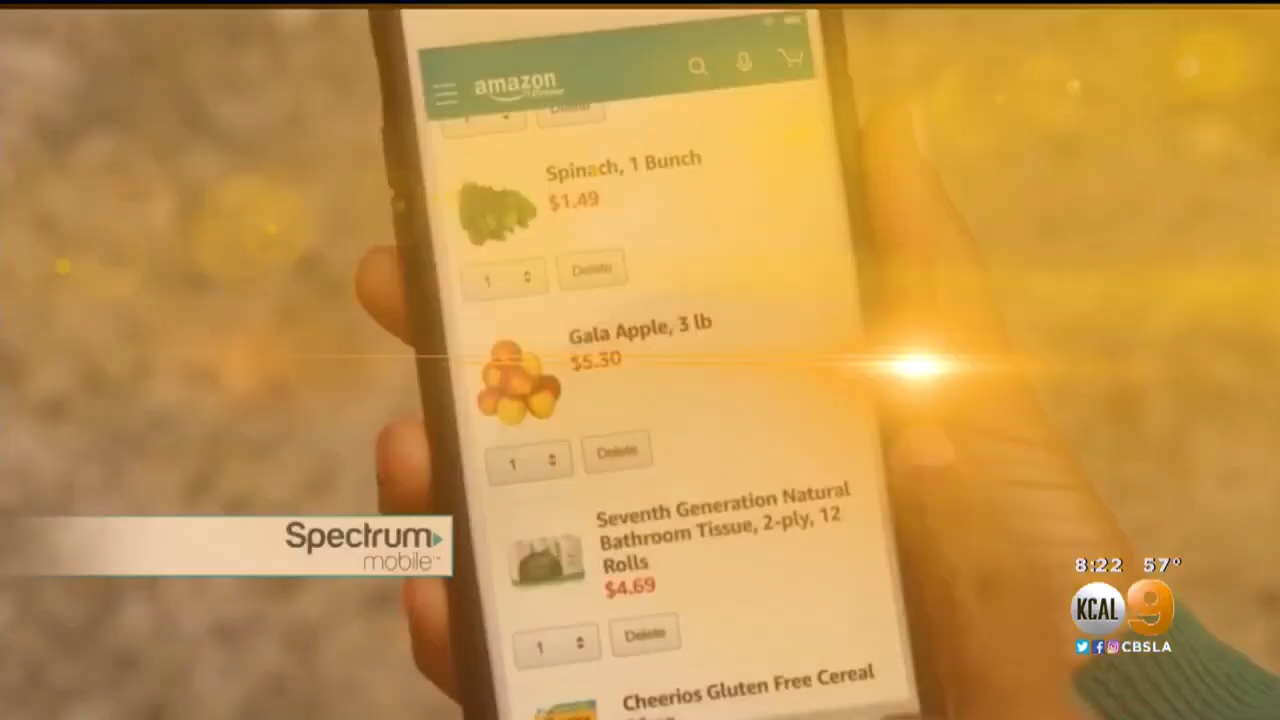 amazon
Delete
Spinach, 1 Bunch
$1.49
1
Delete
Gala Apple, 3 lb
$5.30
1
Delete
Seventh Generation Natural
Bathroom Tissue, 2-ply, 12
Rolls
$4.69
1
Delete
Cheerios Gluten Free Cereal
Spectrum
mobile
8:22 57°
KCAL 9
CBSLA